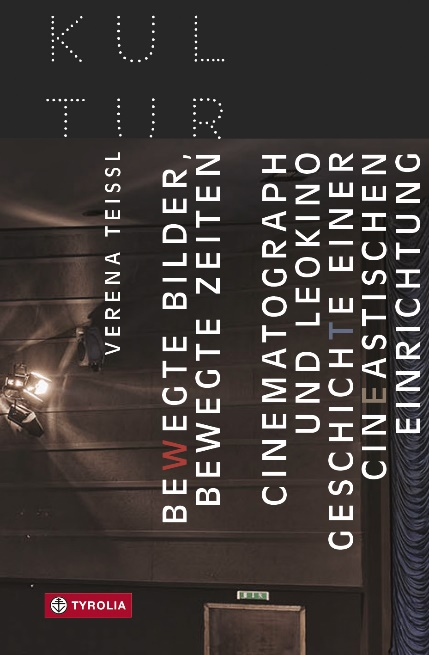 KUL
TUR
VERENA TEISSL
BEWEGTE BILDER,
BEWEGTE ZEITEN
CINEMATOGRAPH
UND LEOKINO
GESCHICHTE EINER
CINEASTISCHEN
EINRICHTUNG
TYROLIA